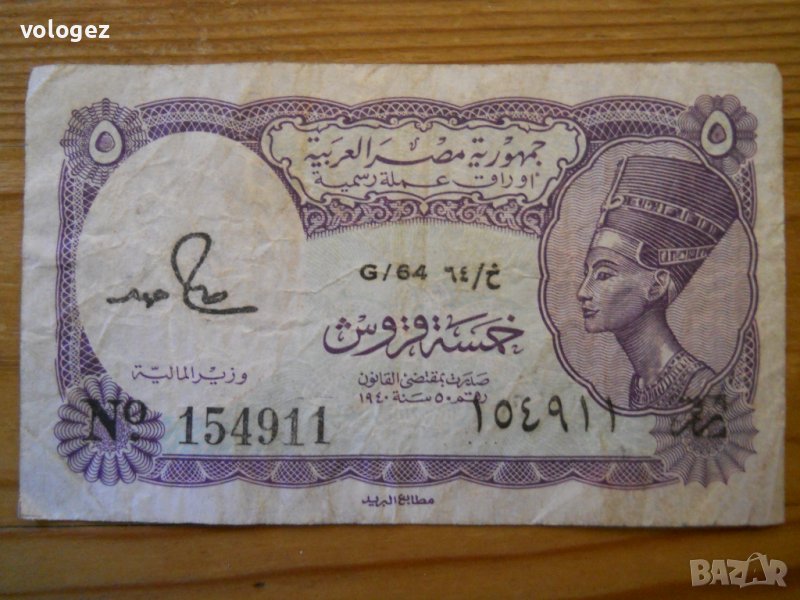 vologez
٥ ٥
جمهورية مصر العربية
اوراق عملة رسمية
G/64 خ/٦٤
خمسة قروش
وزير المالية
صدرت بمقتضى القانون
رقم ٥٠ سنة ١٩٤٠
No 154911 ١٥٤٩١١
مطابع البريد
BAZAR